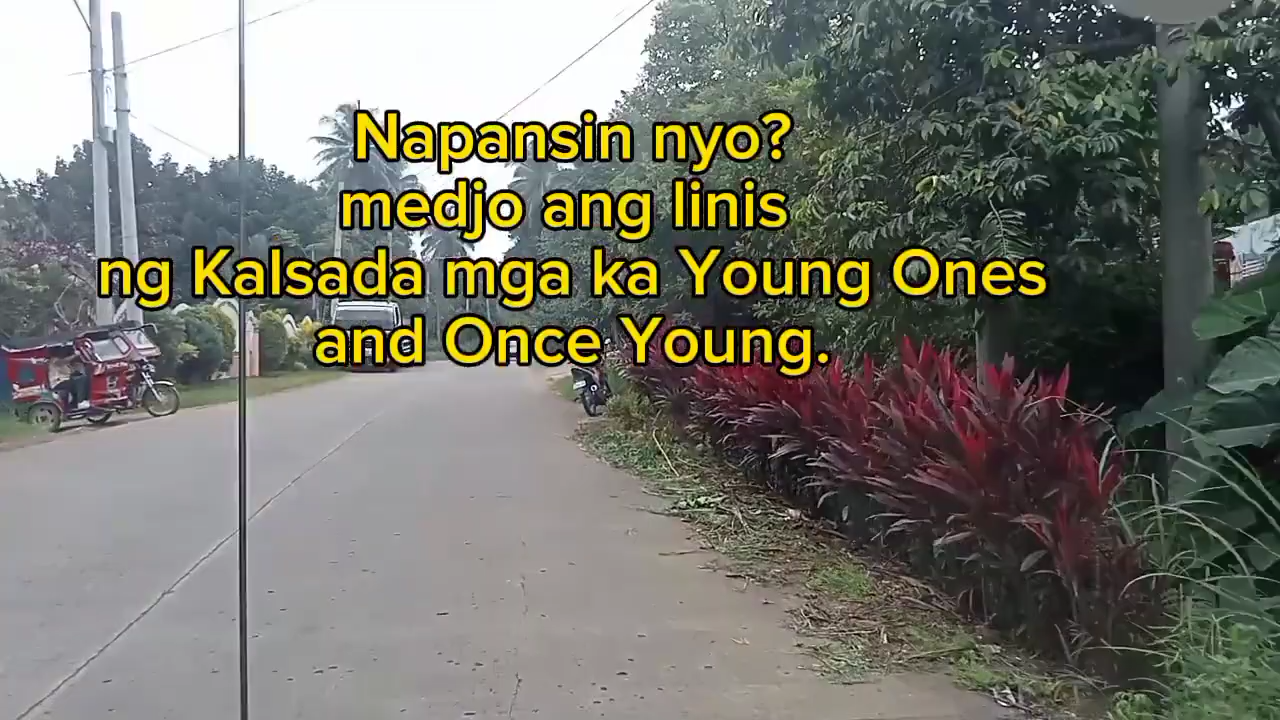 Napansin nyo?
medjo ang linis
ng Kalsada mga ka Young Ones
and Once Young.